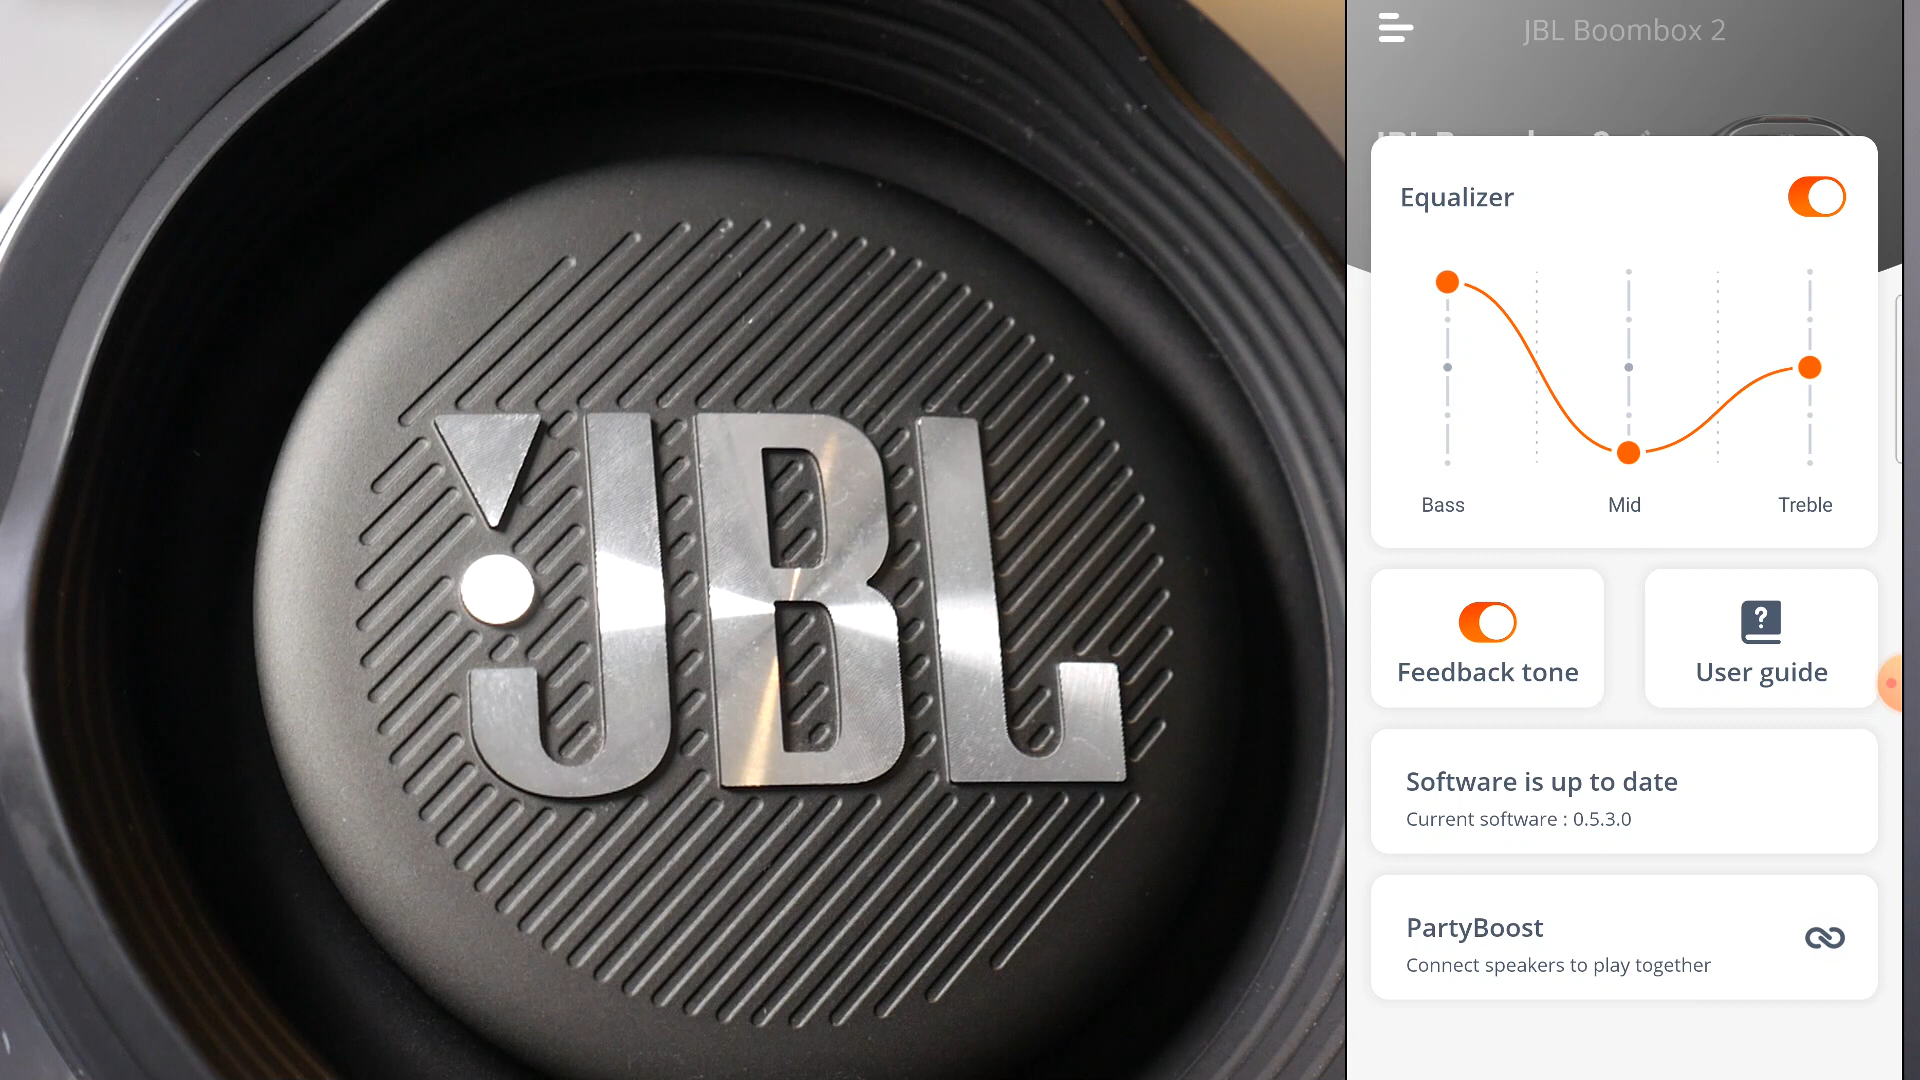 JBL
JBL Boombox 2
Equalizer
Bass Mid Treble
Feedback tone
User guide
Software is up to date
Current software : 0.5.3.0
PartyBoost
Connect speakers to play together